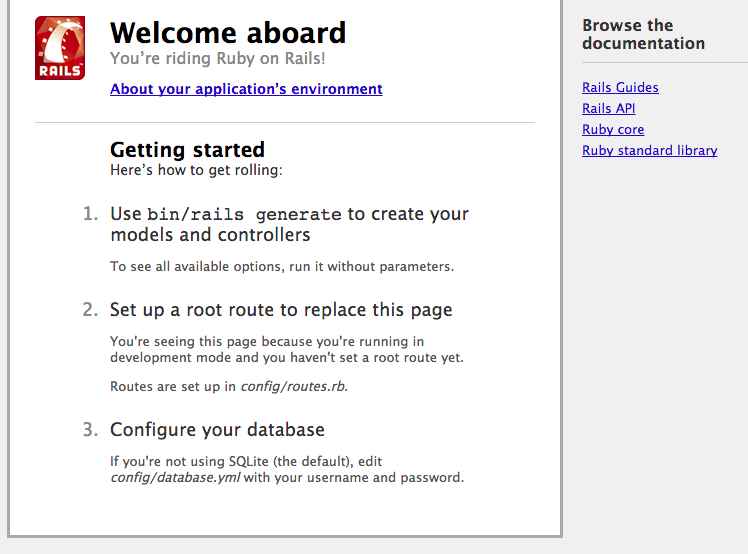 RAILS
Welcome aboard
You’re riding Ruby on Rails!
About your application’s environment
Getting started
Here’s how to get rolling:
1. Use bin/rails generate to create your
models and controllers
To see all available options, run it without parameters.
2. Set up a root route to replace this page
You're seeing this page because you're running in
development mode and you haven't set a root route yet.
Routes are set up in config/routes.rb.
3. Configure your database
If you're not using SQLite (the default), edit
config/database.yml with your username and password.
Browse the
documentation
Rails Guides
Rails API
Ruby core
Ruby standard library